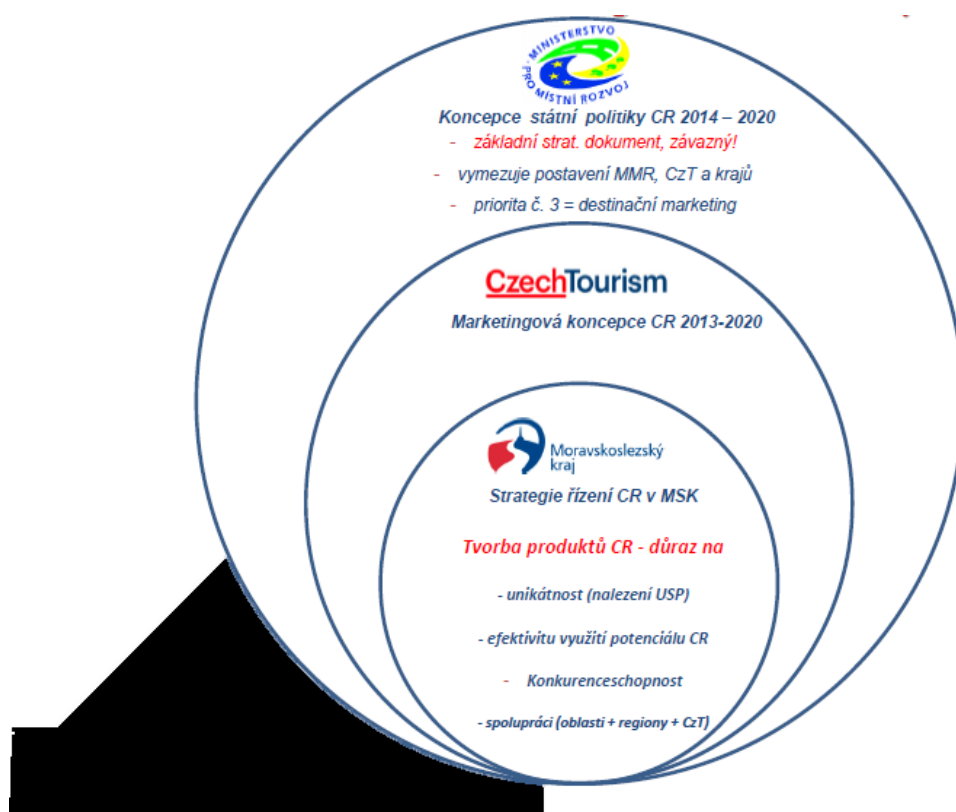 MINISTERSTVO
PRO MÍSTNÍ ROZVOJ
Koncepce státní politiky CR 2014 – 2020
- základní strat. dokument, závazný!
- vymezuje postavení MMR, CzT a krajů
- priorita č. 3 = destinační marketing
CzechTourism
Marketingová koncepce CR 2013-2020
Moravskoslezský
kraj
Strategie řízení CR v MSK
Tvorba produktů CR - důraz na
- unikátnost (nalezení USP)
- efektivitu využití potenciálu CR
- Konkurenceschopnost
- spolupráci (oblasti + regiony + CzT)